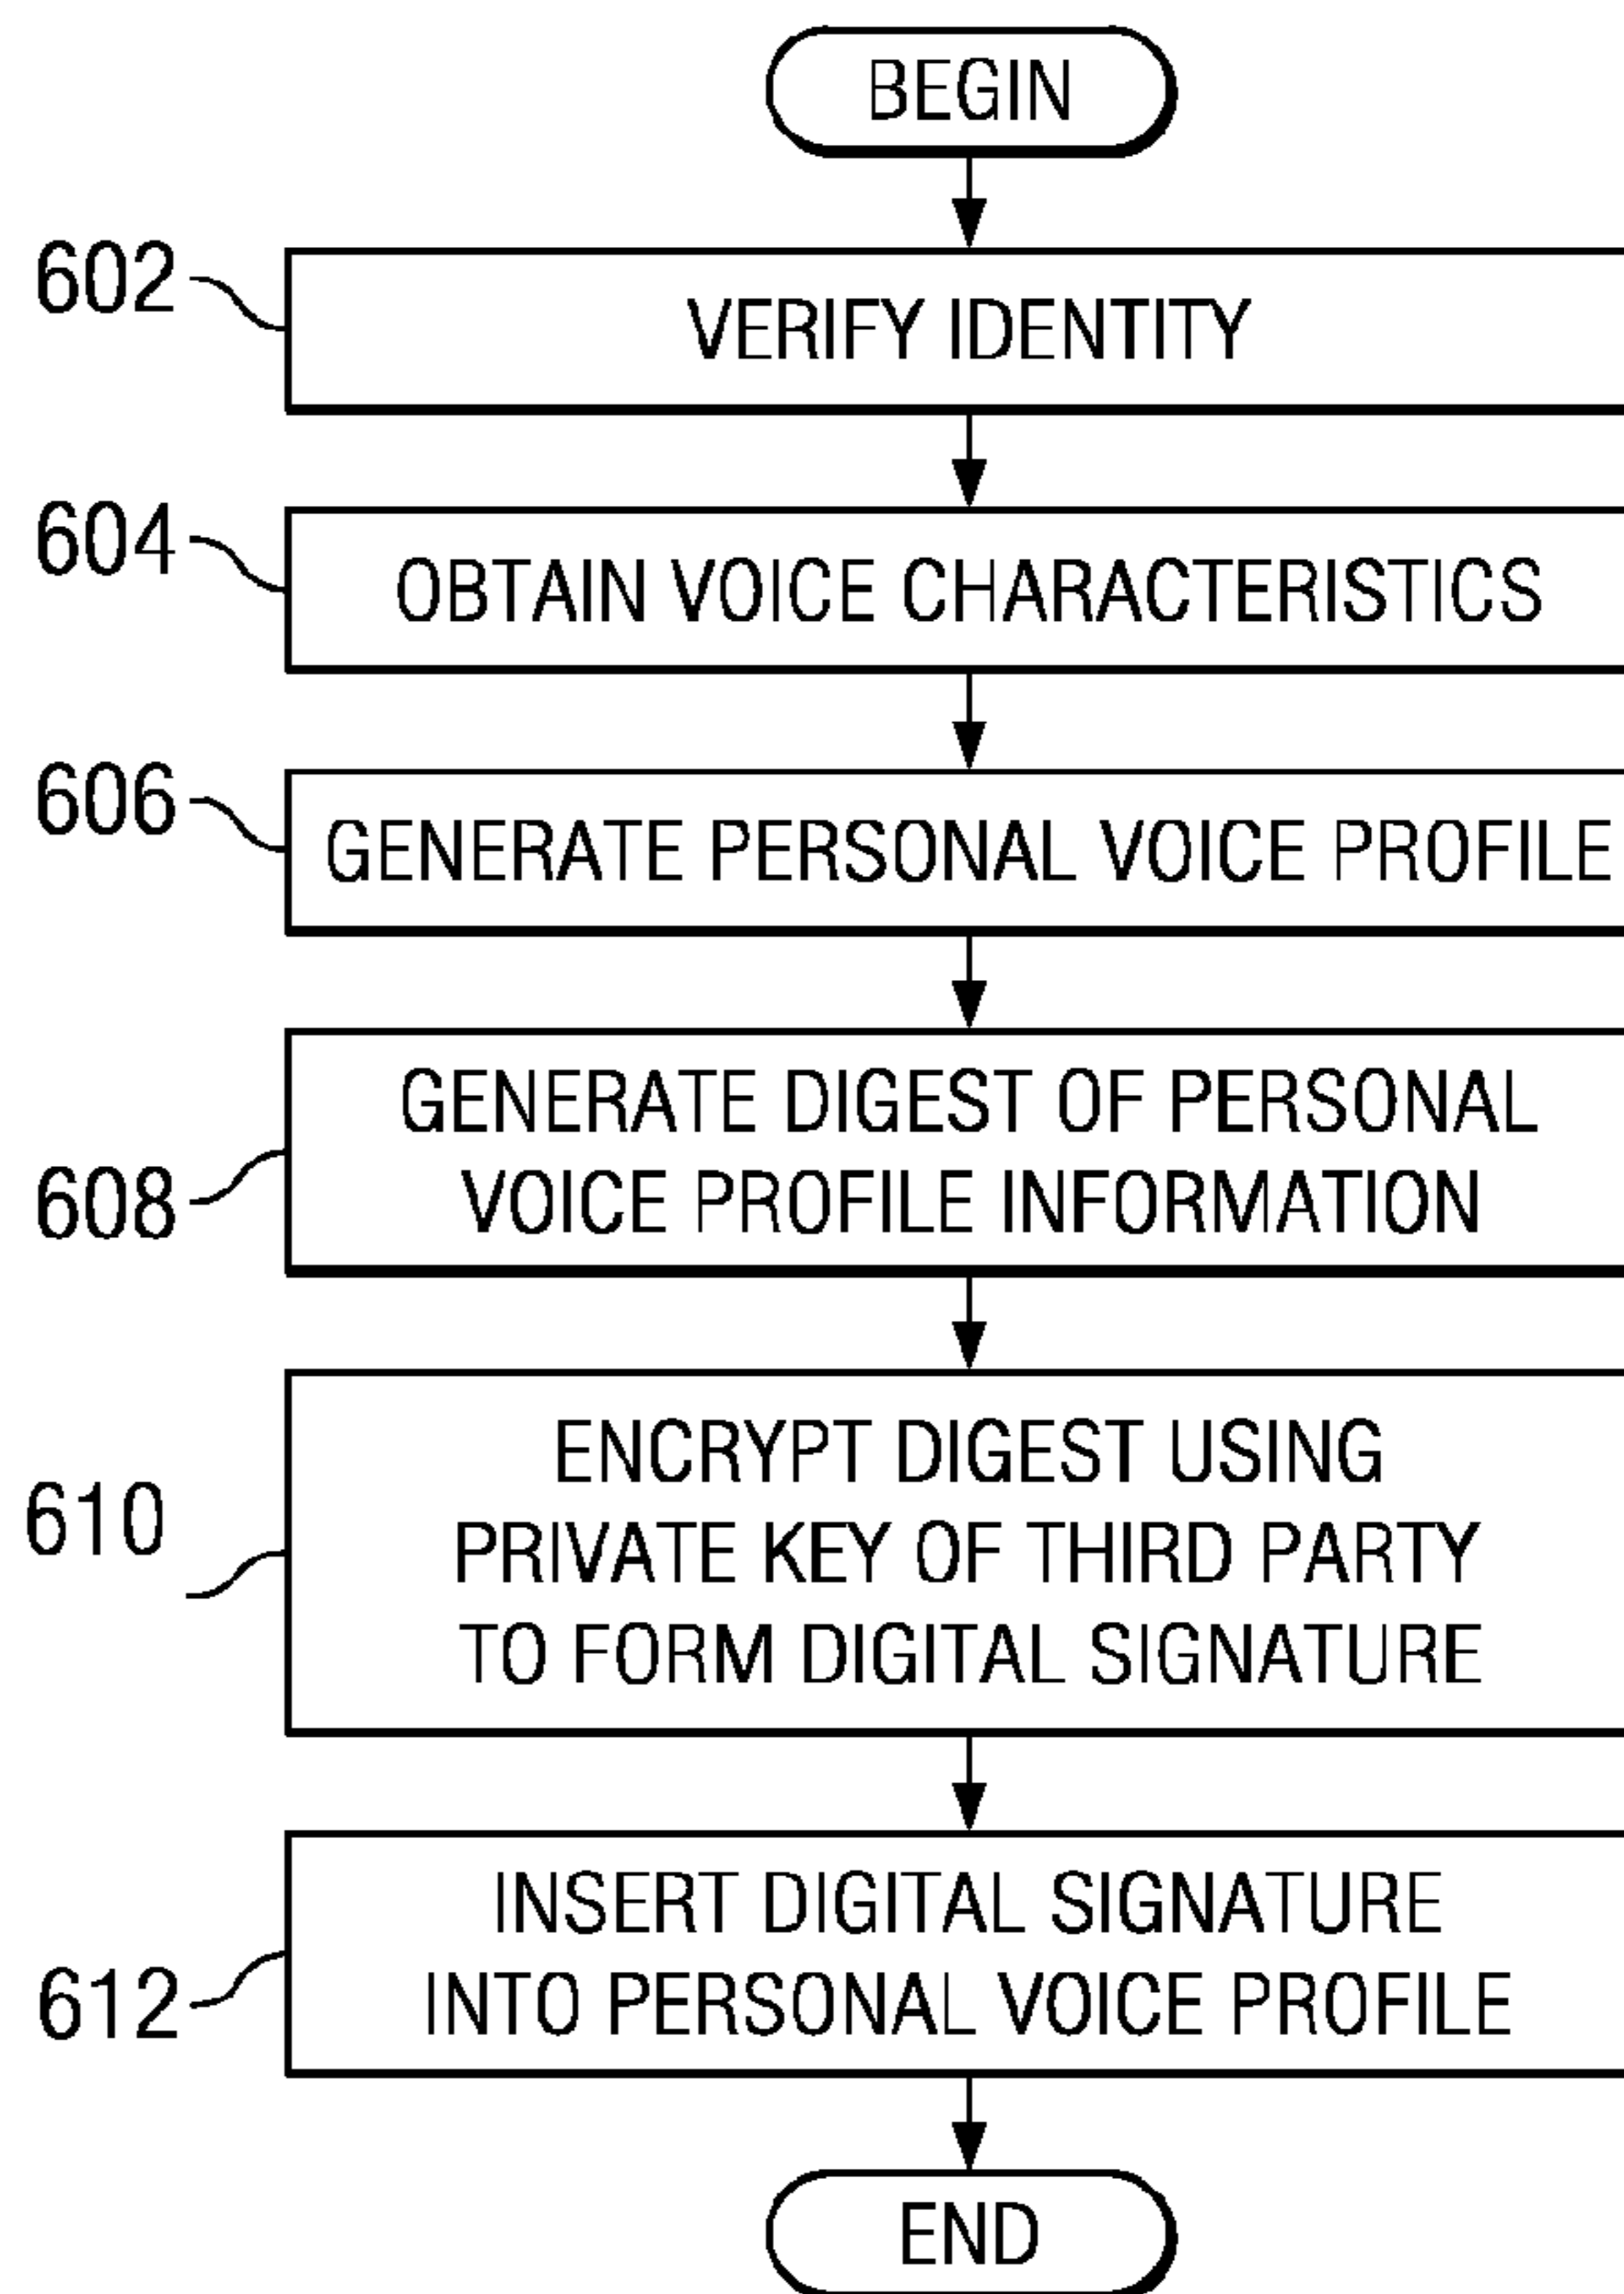 BEGIN
602
VERIFY IDENTITY
604
OBTAIN VOICE CHARACTERISTICS
606
GENERATE PERSONAL VOICE PROFILE
608
GENERATE DIGEST OF PERSONAL
VOICE PROFILE INFORMATION
610
ENCRYPT DIGEST USING
PRIVATE KEY OF THIRD PARTY
TO FORM DIGITAL SIGNATURE
612
INSERT DIGITAL SIGNATURE
INTO PERSONAL VOICE PROFILE
END